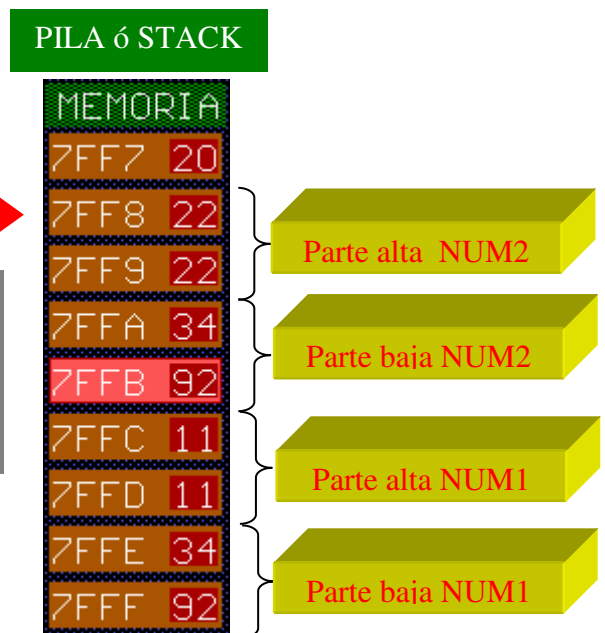 PILA ó STACK
MEMORIA
7FF7 20
7FF8 22
7FF9 22
Parte alta NUM2
7FFA 34
7FFB 92
Parte baja NUM2
7FFC 11
7FFD 11
Parte alta NUM1
7FFE 34
7FFF 92
Parte baja NUM1